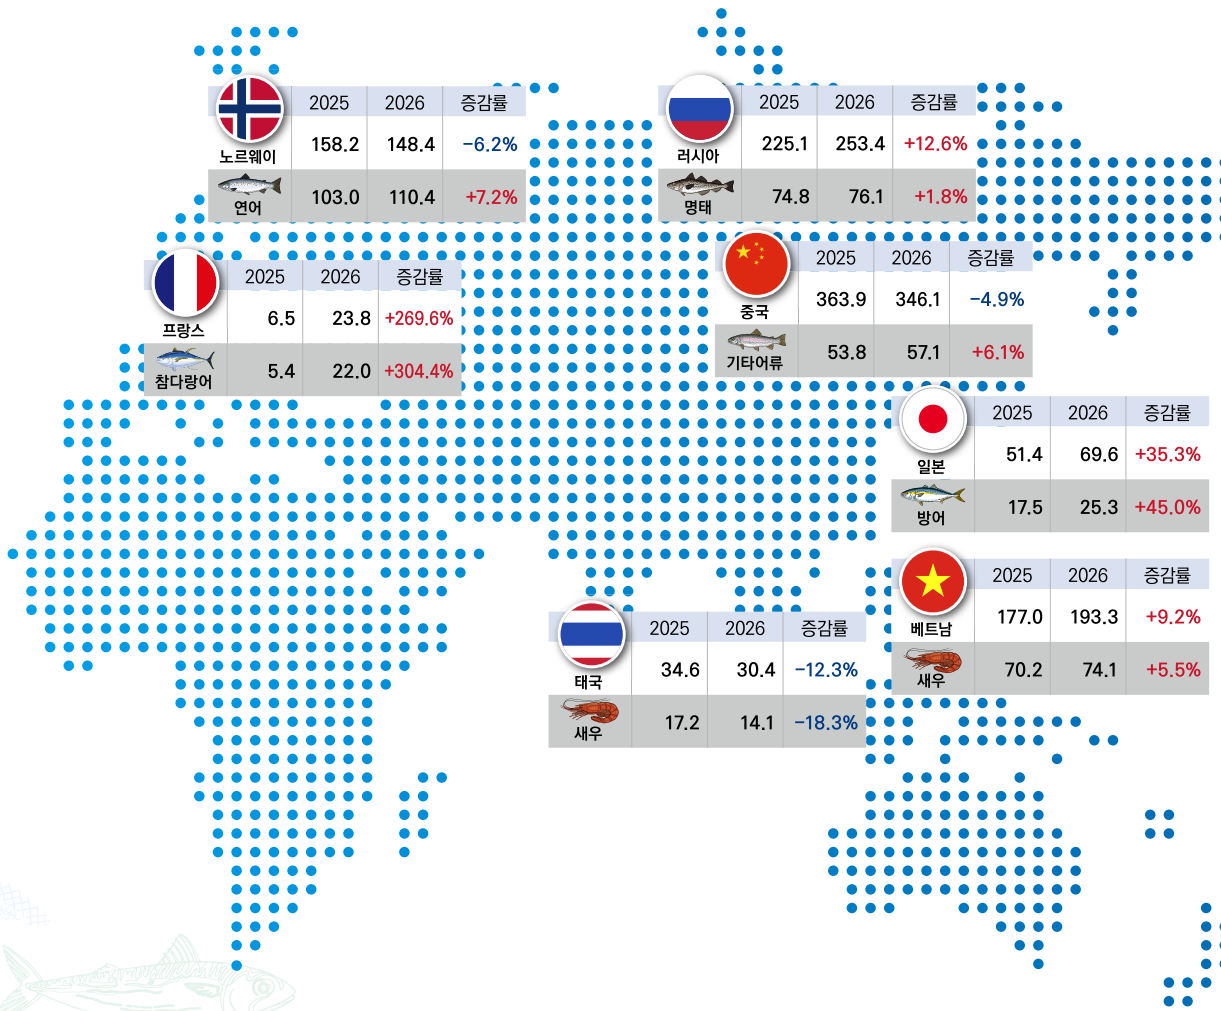 2025 2026 증감률
노르웨이 158.2 148.4 −6.2%
연어 103.0 110.4 +7.2%
2025 2026 증감률
러시아 225.1 253.4 +12.6%
명태 74.8 76.1 +1.8%
2025 2026 증감률
프랑스 6.5 23.8 +269.6%
참다랑어 5.4 22.0 +304.4%
2025 2026 증감률
중국 363.9 346.1 −4.9%
기타어류 53.8 57.1 +6.1%
2025 2026 증감률
일본 51.4 69.6 +35.3%
방어 17.5 25.3 +45.0%
2025 2026 증감률
베트남 177.0 193.3 +9.2%
새우 70.2 74.1 +5.5%
2025 2026 증감률
태국 34.6 30.4 −12.3%
새우 17.2 14.1 −18.3%